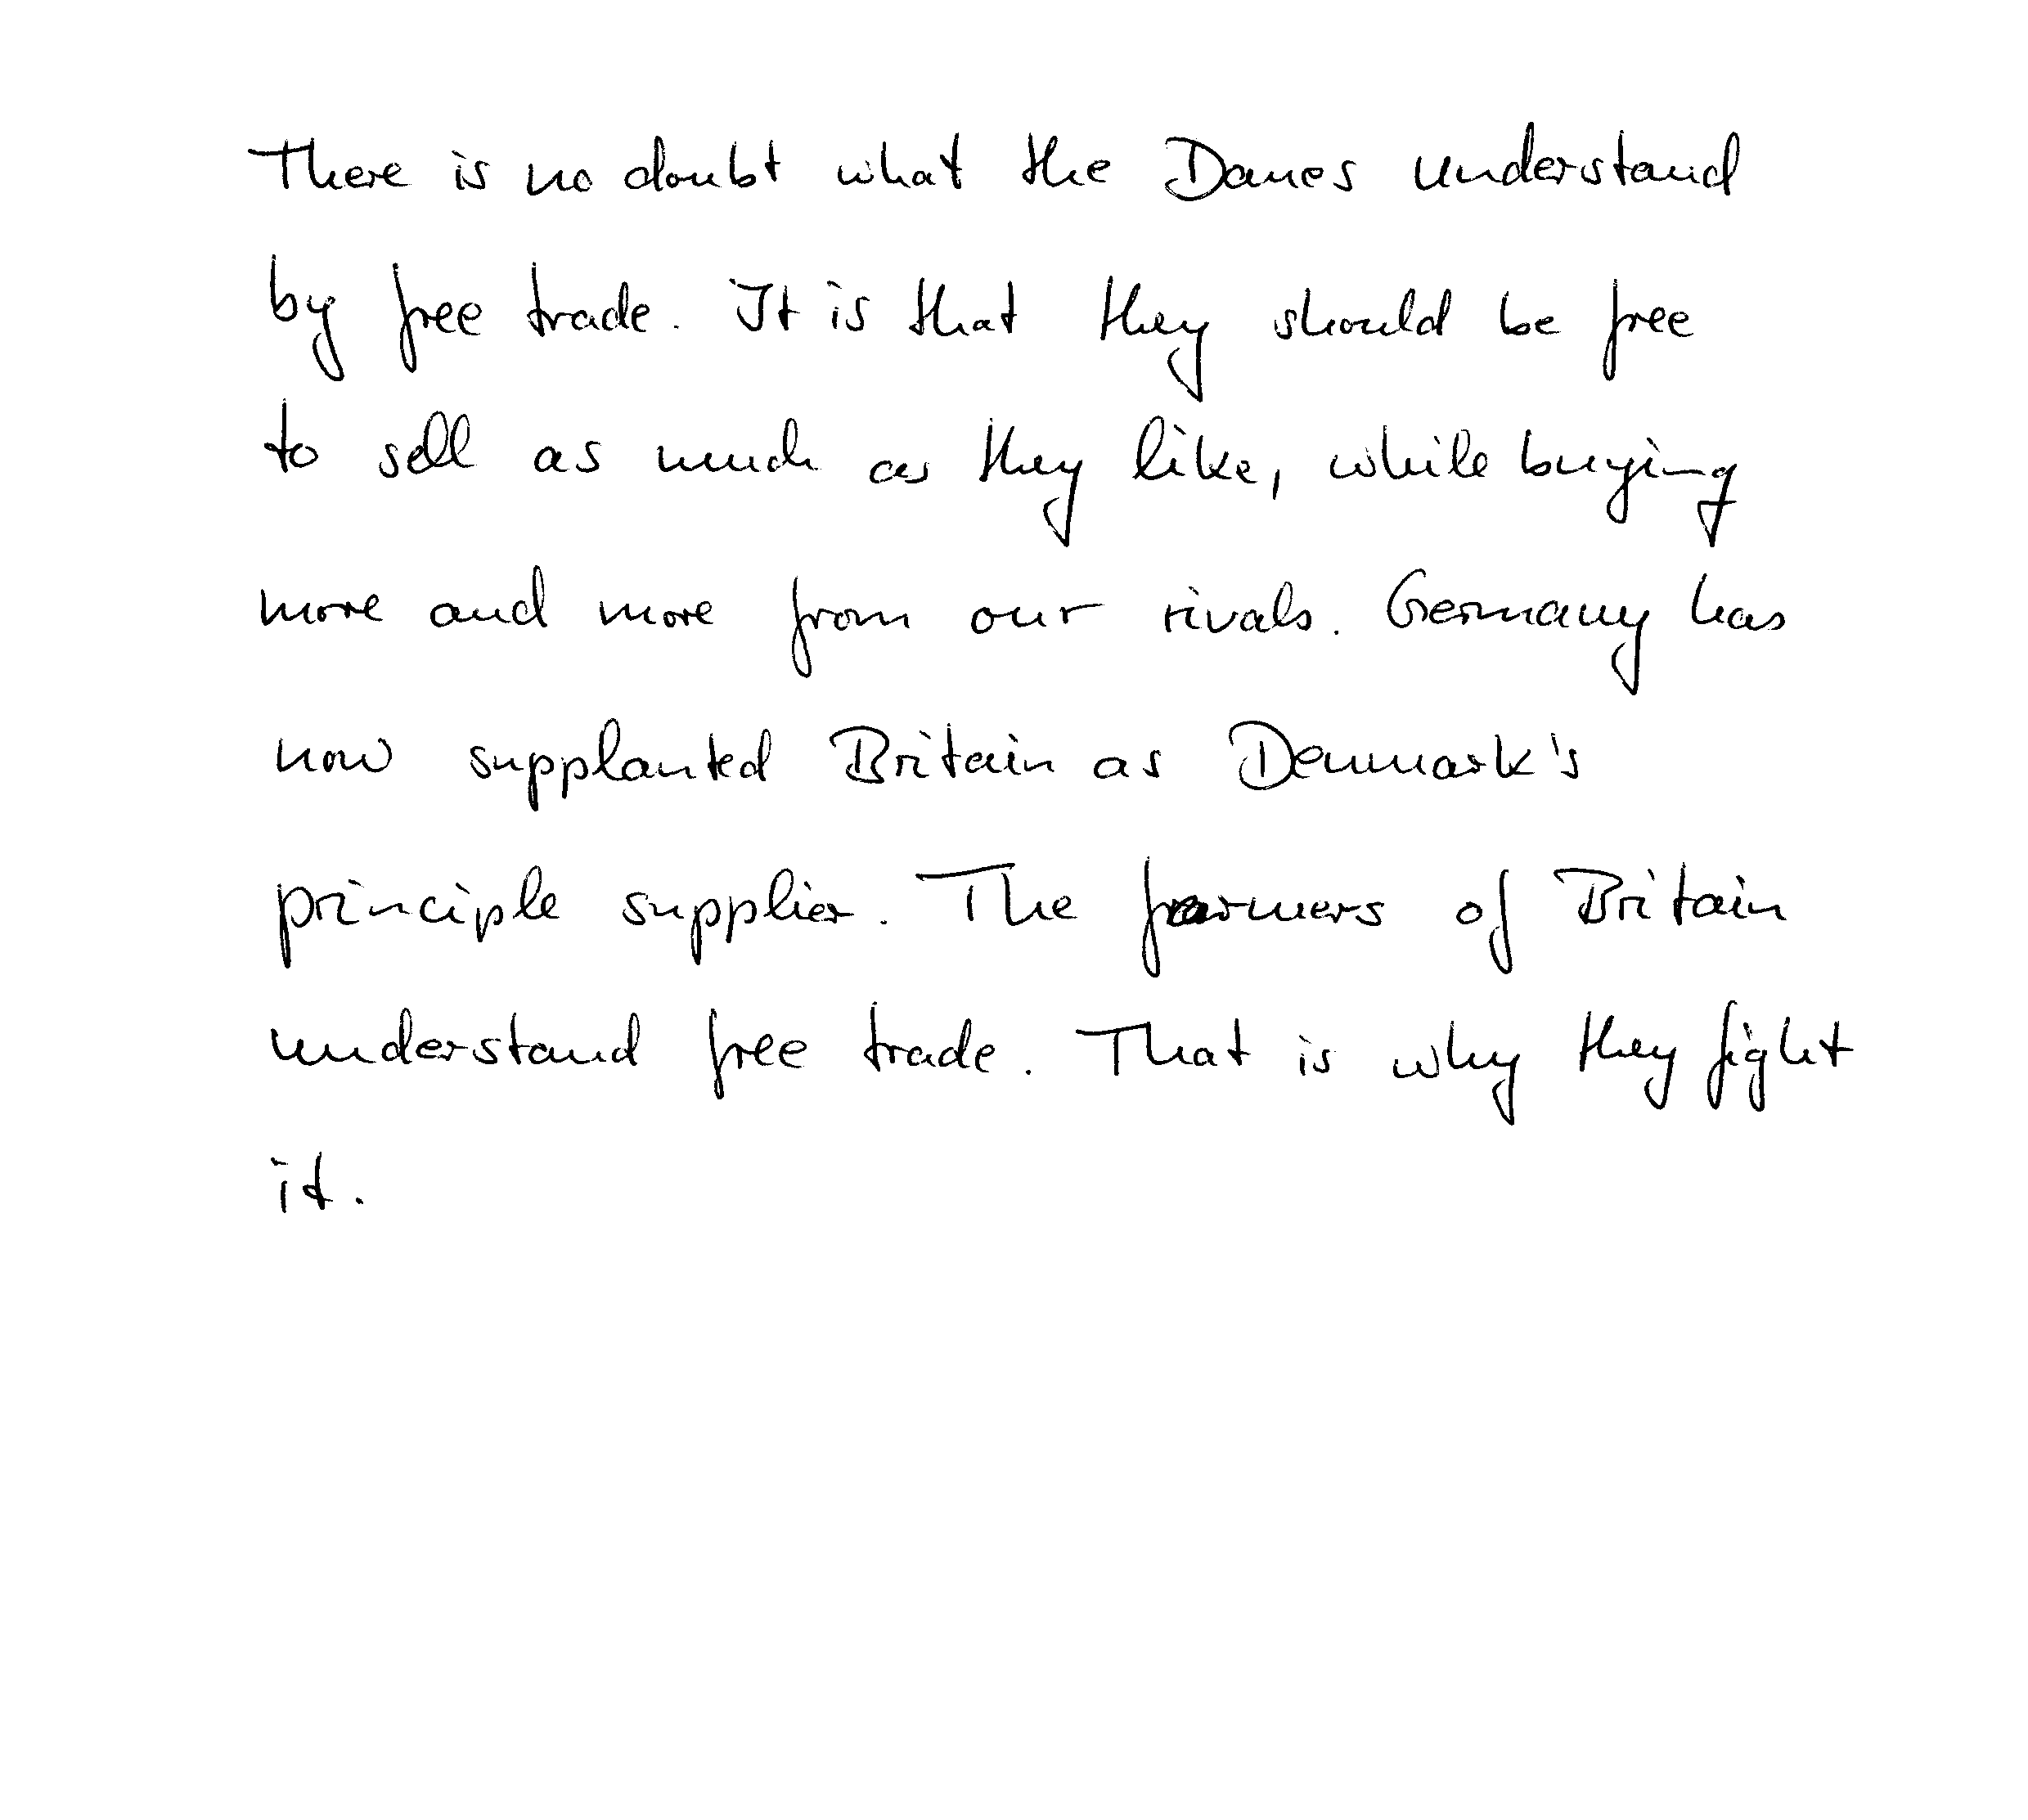 There is no doubt what the Danes understand
by free trade. It is that they should be free
to sell as much as they like, while buying
more and more from our rivals. Germany has
now supplanted Britain as Denmark's
principle supplier. The farmers of Britain
understand free trade. That is why they fight
it.